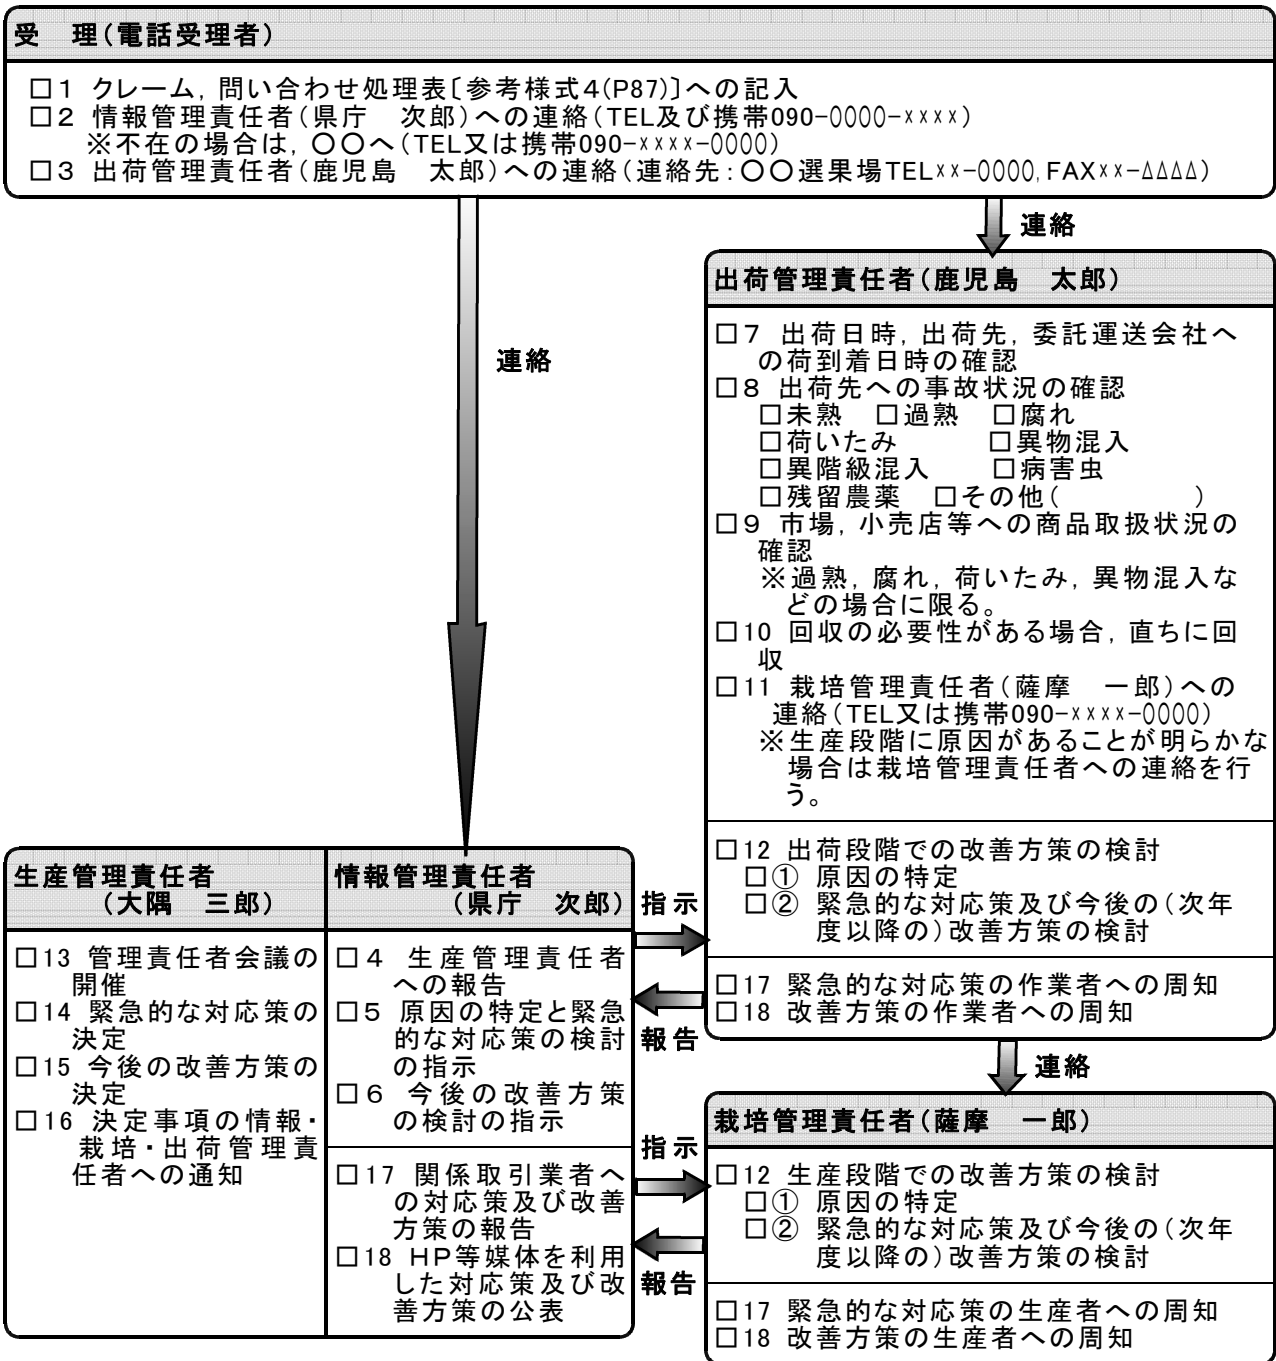 受　理(電話受理者)
□１ クレーム，問い合わせ処理表〔参考様式４(P87)〕への記入
□２ 情報管理責任者(県庁　次郎)への連絡(TEL及び携帯090-0000-××××)
※不在の場合は，○○へ(TEL又は携帯090-××××-0000)
□３ 出荷管理責任者(鹿児島　太郎)への連絡(連絡先：○○選果場TEL××-0000，FAX××-△△△△)
連絡
連絡
出荷管理責任者(鹿児島　太郎)
□７ 出荷日時，出荷先，委託運送会社へ
の荷到着日時の確認
□８ 出荷先への事故状況の確認
□未熟　□過熟　□腐れ
□荷いたみ　　　□異物混入
□異階級混入　　□病害虫
□残留農薬　□その他(　　　　　)
□９ 市場，小売店等への商品取扱状況の
確認
※過熟，腐れ，荷いたみ，異物混入な
どの場合に限る。
□10 回収の必要性がある場合，直ちに回
収
□11 栽培管理責任者(薩摩　一郎)への
連絡(TEL又は携帯090-××××-0000)
※生産段階に原因があることが明らかな
場合は栽培管理責任者への連絡を行
う。
□12 出荷段階での改善方策の検討
□① 原因の特定
□② 緊急的な対応策及び今後の(次年
度以降の)改善方策の検討
□17 緊急的な対応策の作業者への周知
□18 改善方策の作業者への周知
生産管理責任者
(大隅　三郎)
□13 管理責任者会議の
開催
□14 緊急的な対応策の
決定
□15 今後の改善方策の
決定
□16 決定事項の情報・
栽培・出荷管理責
任者への通知
情報管理責任者
(県庁　次郎)
□４ 生産管理責任者
への報告
□５ 原因の特定と緊急
的な対応策の検討
の指示
□６ 今後の改善方策
の検討の指示
□17 関係取引業者へ
の対応策及び改善
方策の報告
□18 HP等媒体を利用
した対応策及び改
善方策の公表
指示
報告
連絡
指示
報告
栽培管理責任者(薩摩　一郎)
□12 生産段階での改善方策の検討
□① 原因の特定
□② 緊急的な対応策及び今後の(次年
度以降の)改善方策の検討
□17 緊急的な対応策の生産者への周知
□18 改善方策の生産者への周知